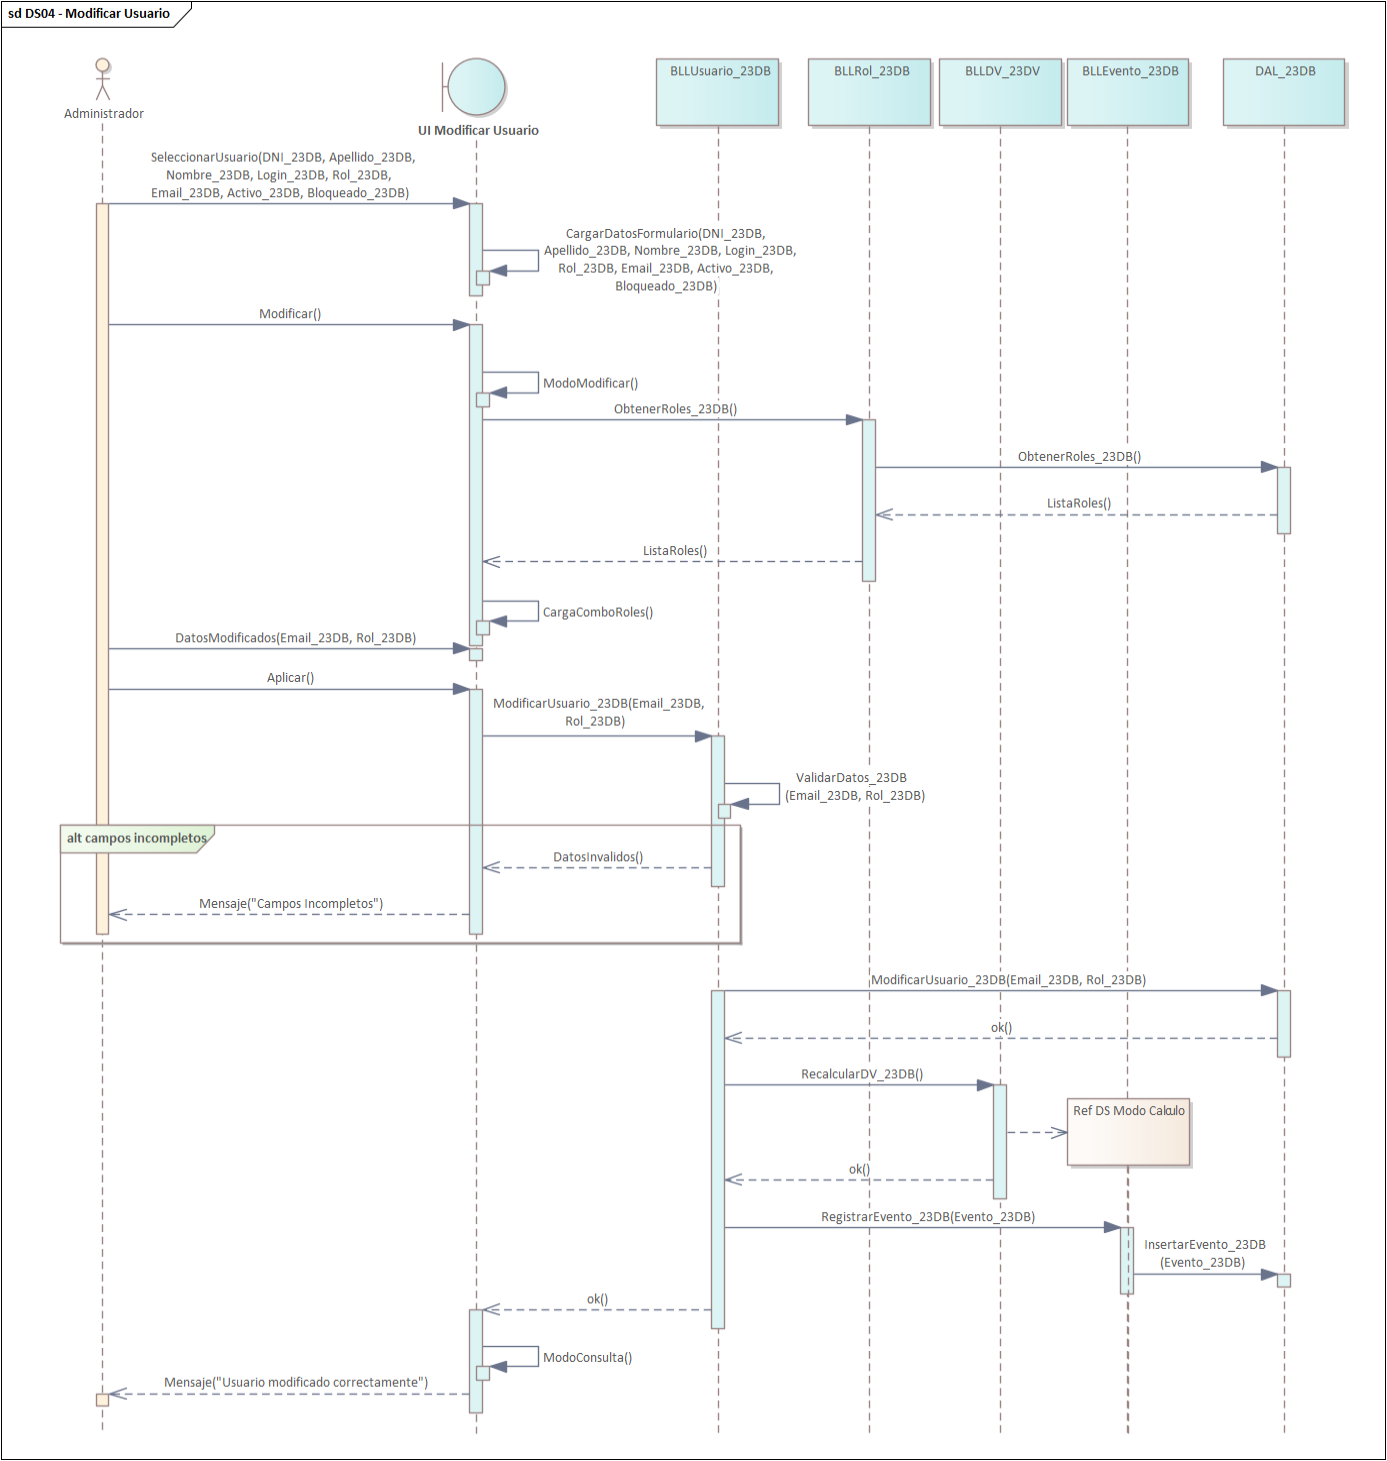 sd DS04 - Modificar Usuario
Administrador
UI Modificar Usuario
BLLUsuario_23DB
BLLRol_23DB
BLLDV_23DV
BLLEvento_23DB
DAL_23DB
SeleccionarUsuario(DNI_23DB, Apellido_23DB,
Nombre_23DB, Login_23DB, Rol_23DB,
Email_23DB, Activo_23DB, Bloqueado_23DB)
CargarDatosFormulario(DNI_23DB,
Apellido_23DB, Nombre_23DB, Login_23DB,
Rol_23DB, Email_23DB, Activo_23DB,
Bloqueado_23DB)
Modificar()
ModoModificar()
ObtenerRoles_23DB()
ObtenerRoles_23DB()
ListaRoles()
ListaRoles()
CargaComboRoles()
DatosModificados(Email_23DB, Rol_23DB)
Aplicar()
ModificarUsuario_23DB(Email_23DB,
Rol_23DB)
ValidarDatos_23DB
(Email_23DB, Rol_23DB)
alt campos incompletos
DatosInvalidos()
Mensaje("Campos Incompletos")
ModificarUsuario_23DB(Email_23DB, Rol_23DB)
ok()
RecalcularDV_23DB()
Ref DS Modo Calculo
ok()
RegistrarEvento_23DB(Evento_23DB)
InsertarEvento_23DB
(Evento_23DB)
ok()
ModoConsulta()
Mensaje("Usuario modificado correctamente")